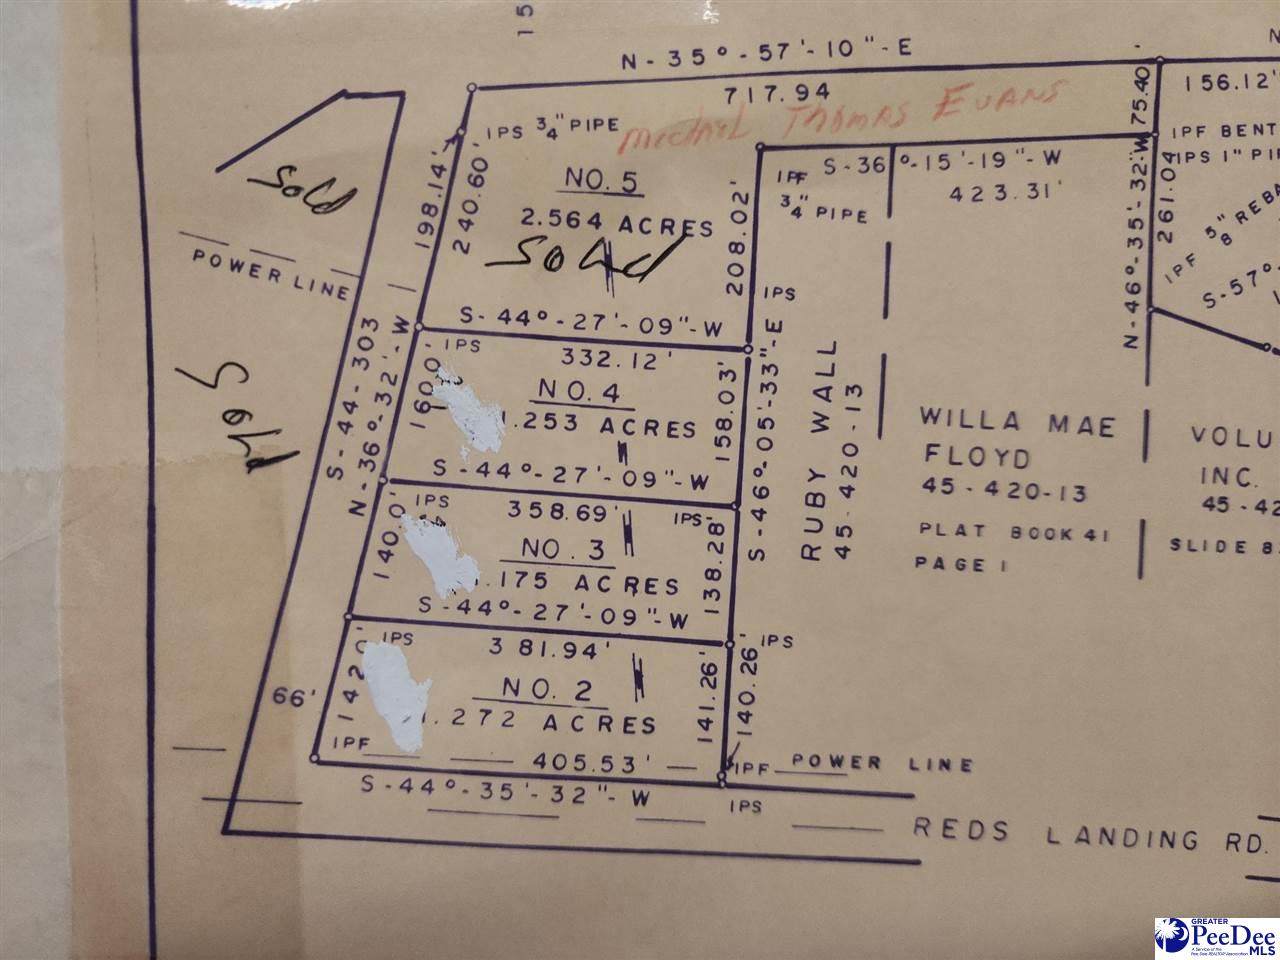 15
N-35°-57'-10"-E
717.94
Michael Thomas Evans
75.40'
156.12'
IPS 3/4" PIPE
IPF BENT
IPS 1" PI
NO. 5
2.564 ACRES
Sold
198.14'
240.60'
208.02'
IPF
3/4" PIPE
S-36°-15'-19"-W
423.31'
N-46°-35'-32"W
261.04
IPF 5/8" REBA
S-57°-
Sold
POWER LINE
Sold
IPS
S-44°-27'-09"-W
IPS
332.12'
NO. 4
.253 ACRES
160.0'
158.03'
S-44-303
N-36°-32'-W
S-46°-05'-33"-E
RUBY WALL
45-420-13
WILLA MAE
FLOYD
45-420-13
PLAT BOOK 41
PAGE 1
VOLU
INC.
45-42
SLIDE 8
S-44°-27'-09"-W
IPS
358.69'
IPS
NO. 3
.175 ACRES
140.0'
138.28'
S-44°-27'-09"-W
IPS
381.94'
IPS
NO. 2
1.272 ACRES
142.0
141.26'
140.26'
66'
IPF
405.53'
IPF
POWER LINE
S-44°-35'-32"-W
IPS
REDS LANDING RD.
GREATER
PeeDee
MLS